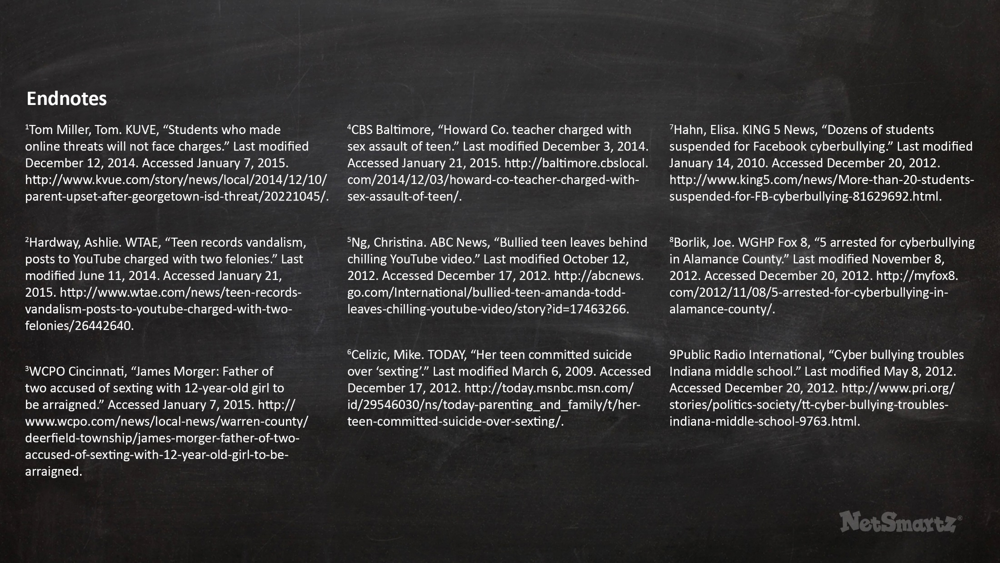 Endnotes
¹Tom Miller, Tom. KUVE, “Students who made
online threats will not face charges.” Last modified
December 12, 2014. Accessed January 7, 2015.
http://www.kvue.com/story/news/local/2014/12/10/
parent-upset-after-georgetown-isd-threat/20221045/.
²Hardway, Ashlie. WTAE, “Teen records vandalism,
posts to YouTube charged with two felonies.” Last
modified June 11, 2014. Accessed January 21,
2015. http://www.wtae.com/news/teen-records-
vandalism-posts-to-youtube-charged-with-two-
felonies/26442640.
³WCPO Cincinnati, “James Morger: Father of
two accused of sexting with 12-year-old girl to
be arraigned.” Accessed January 7, 2015. http://
www.wcpo.com/news/local-news/warren-county/
deerfield-township/james-morger-father-of-two-
accused-of-sexting-with-12-year-old-girl-to-be-
arraigned.
⁴CBS Baltimore, “Howard Co. teacher charged with
sex assault of teen.” Last modified December 3, 2014.
Accessed January 21, 2015. http://baltimore.cbslocal.
com/2014/12/03/howard-co-teacher-charged-with-
sex-assault-of-teen/.
⁵Ng, Christina. ABC News, “Bullied teen leaves behind
chilling YouTube video.” Last modified October 12,
2012. Accessed December 17, 2012. http://abcnews.
go.com/International/bullied-teen-amanda-todd-
leaves-chilling-youtube-video/story?id=17463266.
⁶Celizic, Mike. TODAY, “Her teen committed suicide
over ‘sexting’.” Last modified March 6, 2009. Accessed
December 17, 2012. http://today.msnbc.msn.com/
id/29546030/ns/today-parenting_and_family/t/her-
teen-committed-suicide-over-sexting/.
⁷Hahn, Elisa. KING 5 News, “Dozens of students
suspended for Facebook cyberbullying.” Last modified
January 14, 2010. Accessed December 20, 2012.
http://www.king5.com/news/More-than-20-students-
suspended-for-FB-cyberbullying-81629692.html.
⁸Borlik, Joe. WGHP Fox 8, “5 arrested for cyberbullying
in Alamance County.” Last modified November 8,
2012. Accessed December 20, 2012. http://myfox8.
com/2012/11/08/5-arrested-for-cyberbullying-in-
alamance-county/.
9Public Radio International, “Cyber bullying troubles
Indiana middle school.” Last modified May 8, 2012.
Accessed December 20, 2012. http://www.pri.org/
stories/politics-society/tt-cyber-bullying-troubles-
indiana-middle-school-9763.html.
NetSmartz®